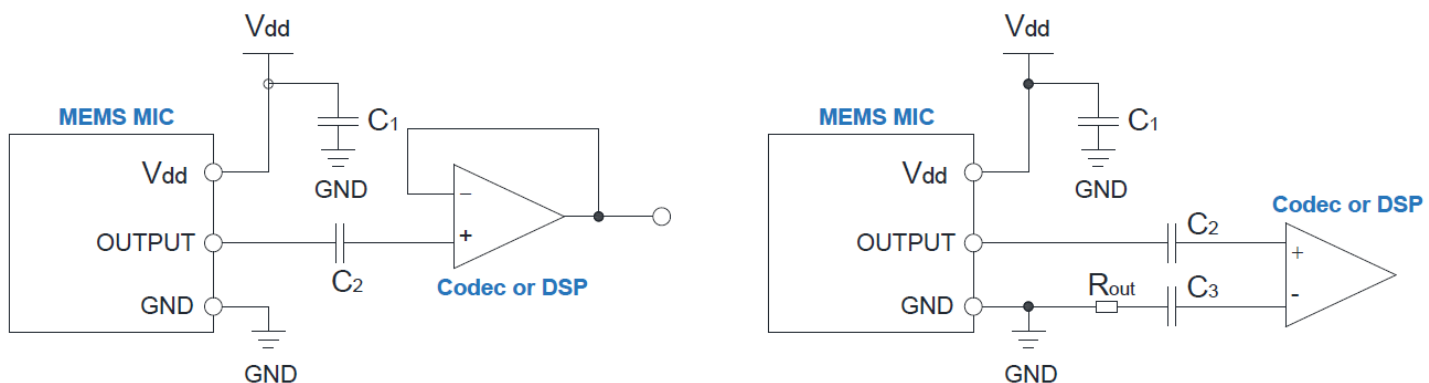 Vdd
MEMS MIC
C1
Vdd
GND
−
OUTPUT
+
C2
Codec or DSP
GND
GND
Vdd
MEMS MIC
C1
Vdd
GND
Codec or DSP
C2
OUTPUT
+
Rout
C3
GND
-
GND